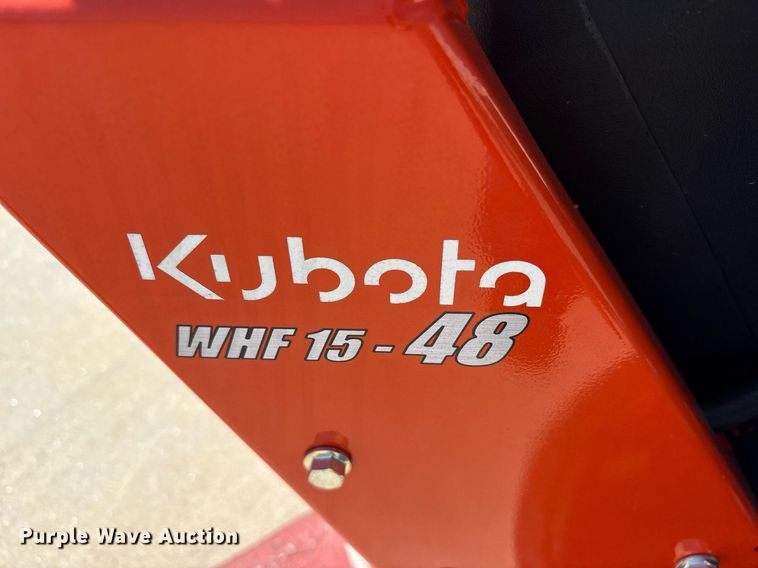 Kubota
WHF 15 - 48
Purple Wave Auction